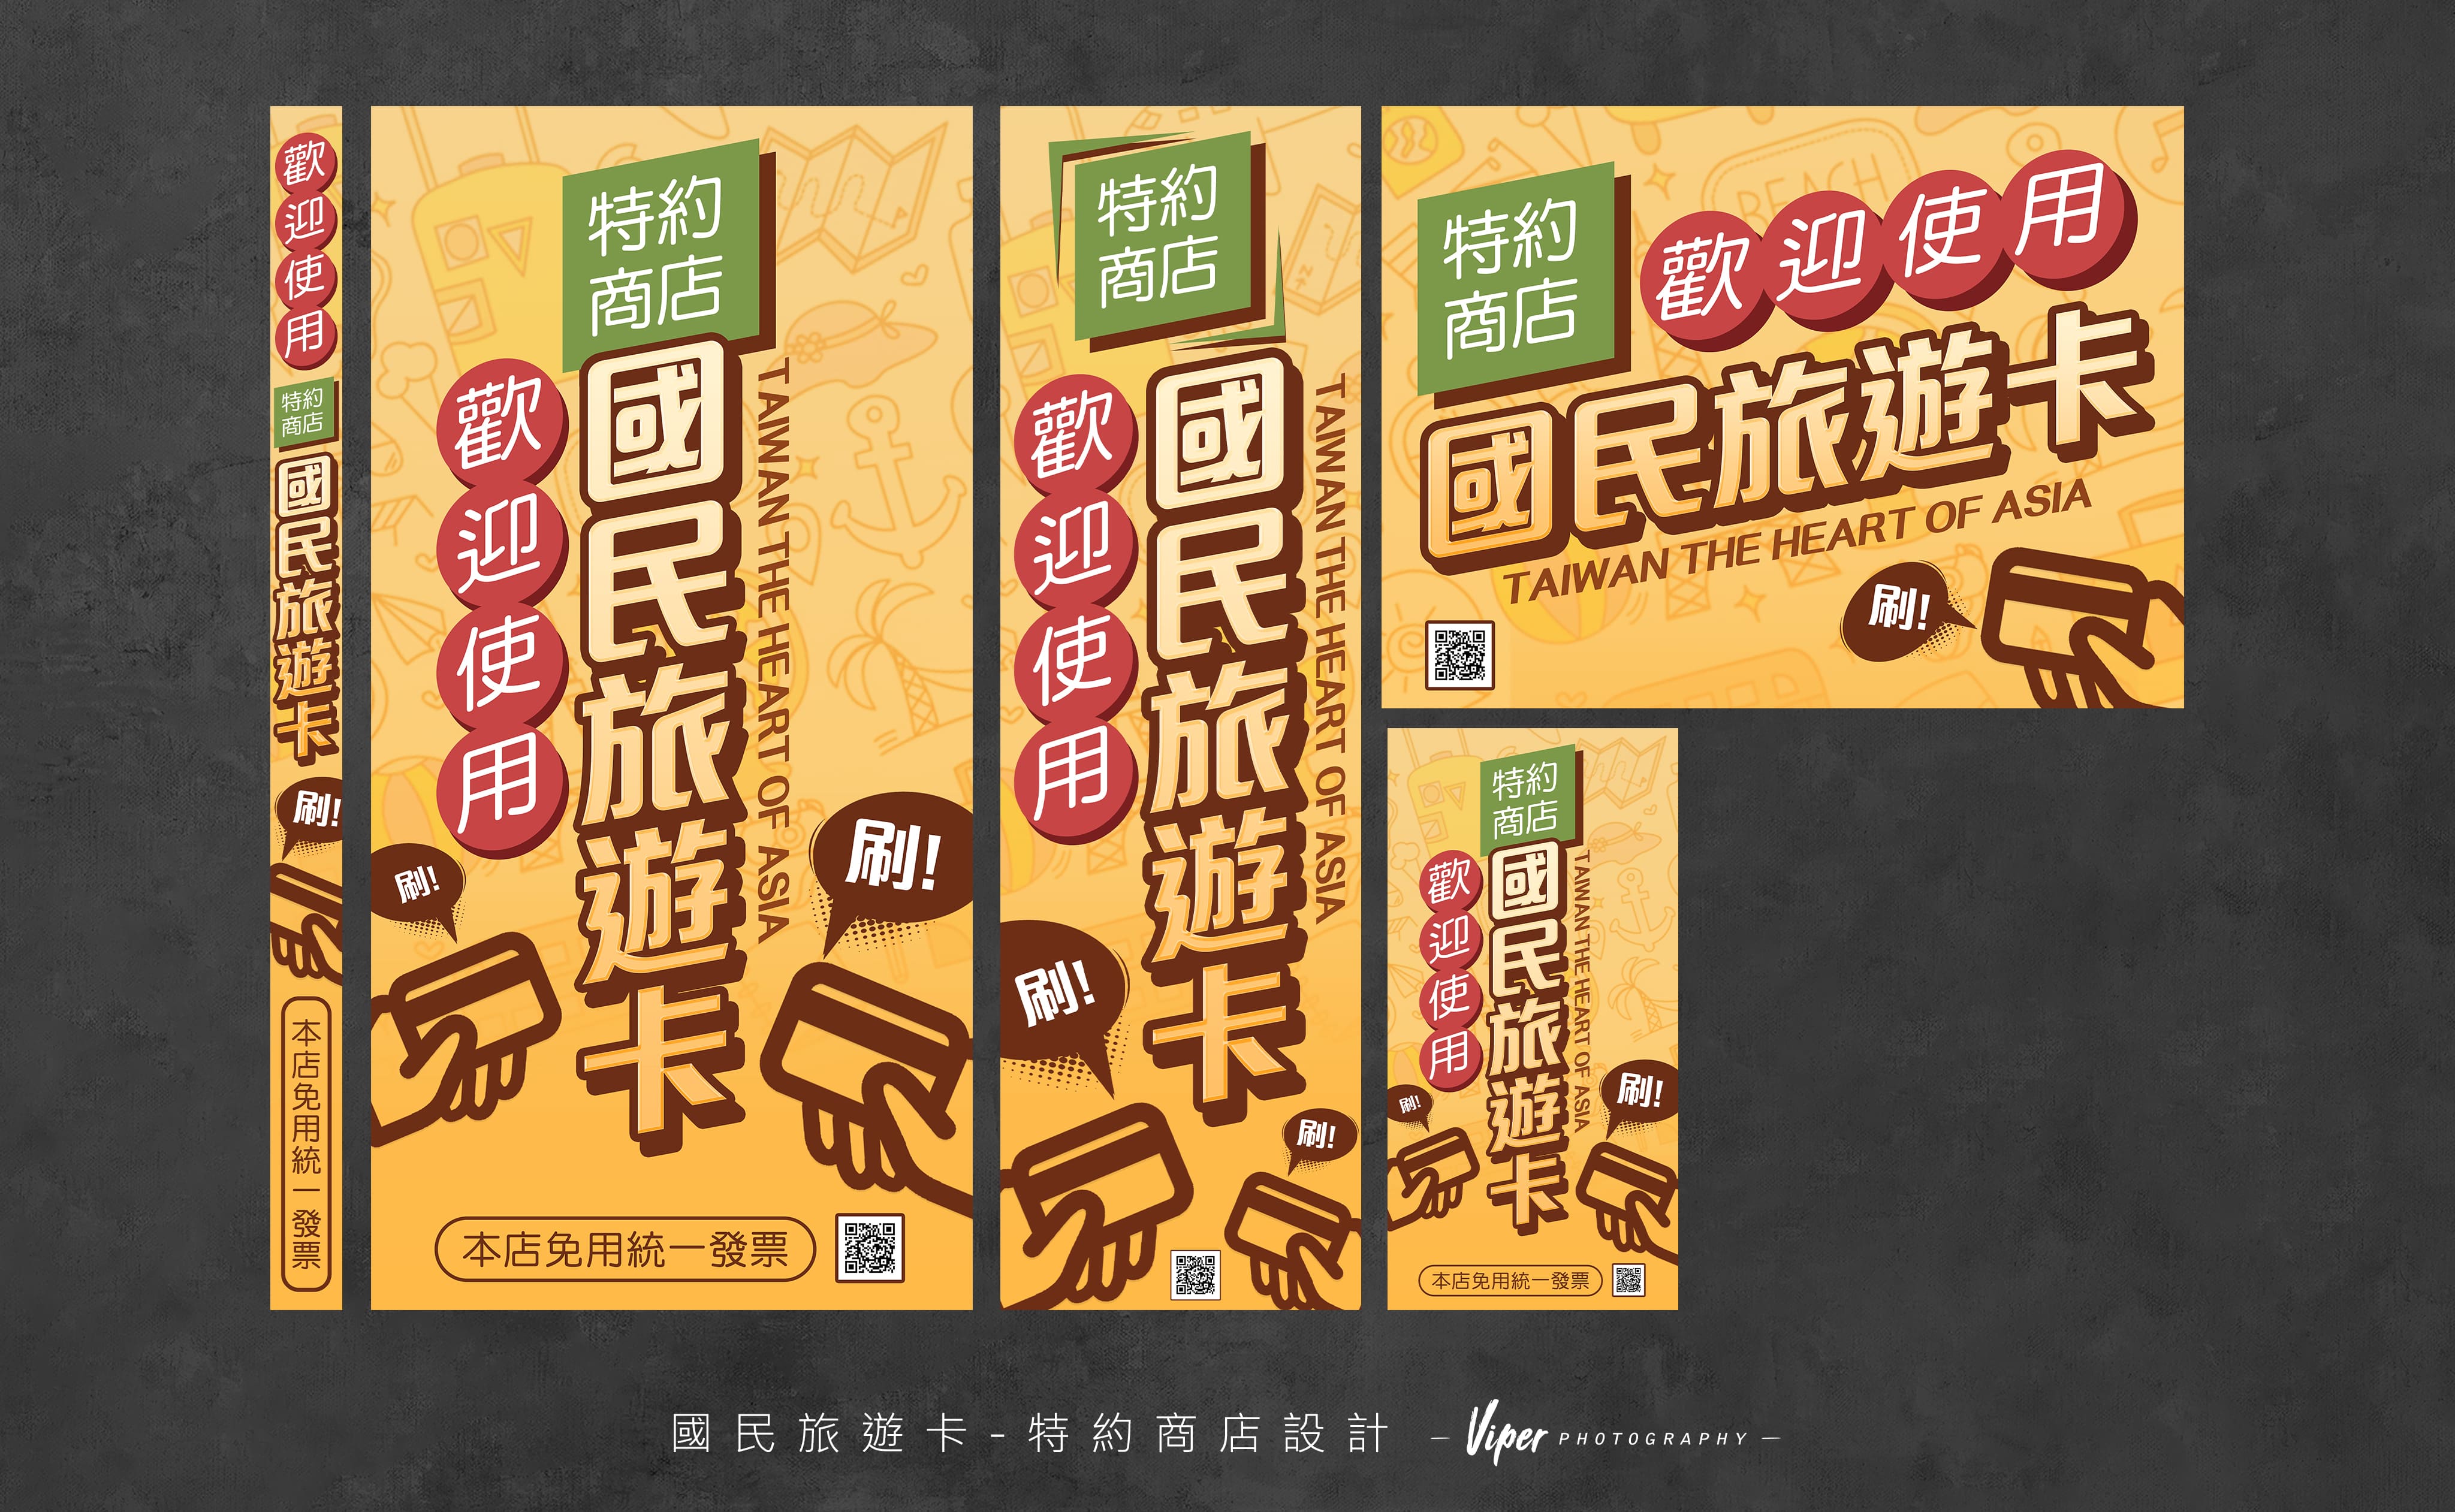 歡迎使用
特約
商店
國民旅遊卡
刷!
本店免用統一發票
特約
商店
歡迎使用
國民旅遊卡
TAIWAN THE HEART OF ASIA
刷!
刷!
本店免用統一發票
特約
商店
歡迎使用
國民旅遊卡
TAIWAN THE HEART OF ASIA
刷!
刷!
BEACH
特約
商店
歡迎使用
國民旅遊卡
TAIWAN THE HEART OF ASIA
刷!
特約
商店
歡迎使用
國民旅遊卡
TAIWAN THE HEART OF ASIA
刷!
刷!
本店免用統一發票
國民旅遊卡-特約商店設計
Viper PHOTOGRAPHY